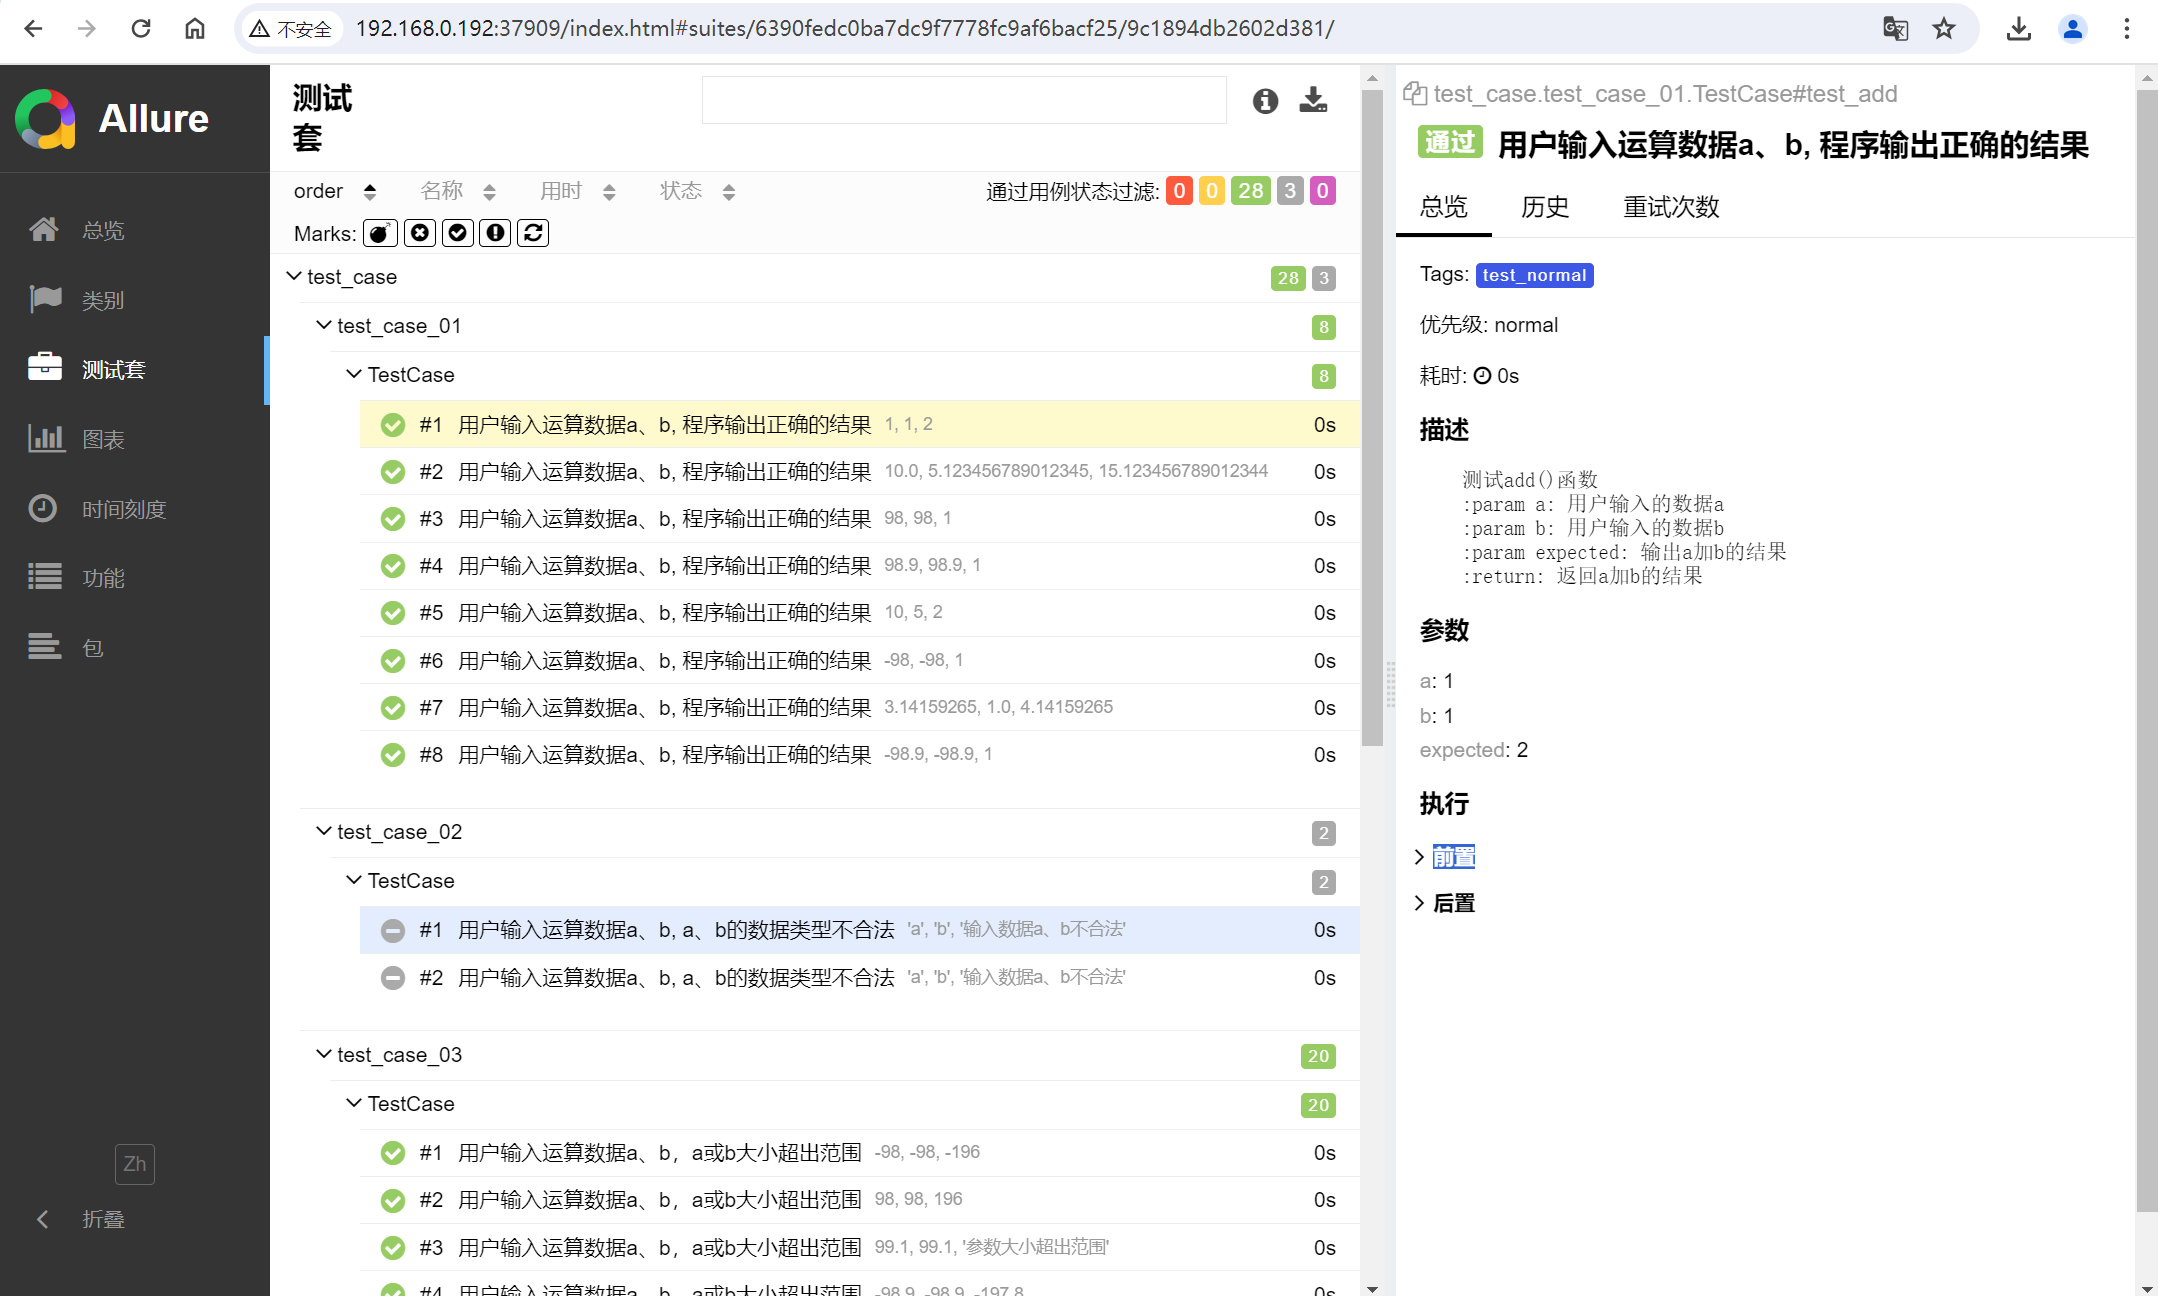 不安全 192.168.0.192:37909/index.html#suites/6390fedc0ba7dc9f7778fc9af6bacf25/9c1894db2602d381/
Allure
总览
类别
测试套
图表
时间刻度
功能
包
Zh
折叠
测试
套
order 名称 用时 状态 通过用例状态过滤: 0 0 28 3 0
Marks:
test_case 28 3
test_case_01 8
TestCase 8
#1 用户输入运算数据a、b, 程序输出正确的结果 1, 1, 2 0s
#2 用户输入运算数据a、b, 程序输出正确的结果 10.0, 5.123456789012345, 15.123456789012344 0s
#3 用户输入运算数据a、b, 程序输出正确的结果 98, 98, 1 0s
#4 用户输入运算数据a、b, 程序输出正确的结果 98.9, 98.9, 1 0s
#5 用户输入运算数据a、b, 程序输出正确的结果 10, 5, 2 0s
#6 用户输入运算数据a、b, 程序输出正确的结果 -98, -98, 1 0s
#7 用户输入运算数据a、b, 程序输出正确的结果 3.14159265, 1.0, 4.14159265 0s
#8 用户输入运算数据a、b, 程序输出正确的结果 -98.9, -98.9, 1 0s
test_case_02 2
TestCase 2
#1 用户输入运算数据a、b, a、b的数据类型不合法 'a', 'b', '输入数据a、b不合法' 0s
#2 用户输入运算数据a、b, a、b的数据类型不合法 'a', 'b', '输入数据a、b不合法' 0s
test_case_03 20
TestCase 20
#1 用户输入运算数据a、b，a或b大小超出范围 -98, -98, -196 0s
#2 用户输入运算数据a、b，a或b大小超出范围 98, 98, 196 0s
#3 用户输入运算数据a、b，a或b大小超出范围 99.1, 99.1, '参数大小超出范围' 0s
#4 用户输入运算数据a、b，a或b大小超出范围 -98.9, -98.9, -197.8 0s
test_case.test_case_01.TestCase#test_add
通过 用户输入运算数据a、b, 程序输出正确的结果
总览 历史 重试次数
Tags: test_normal
优先级: normal
耗时: 0s
描述
测试add()函数
:param a: 用户输入的数据a
:param b: 用户输入的数据b
:param expected: 输出a加b的结果
:return: 返回a加b的结果
参数
a: 1
b: 1
expected: 2
执行
前置
后置